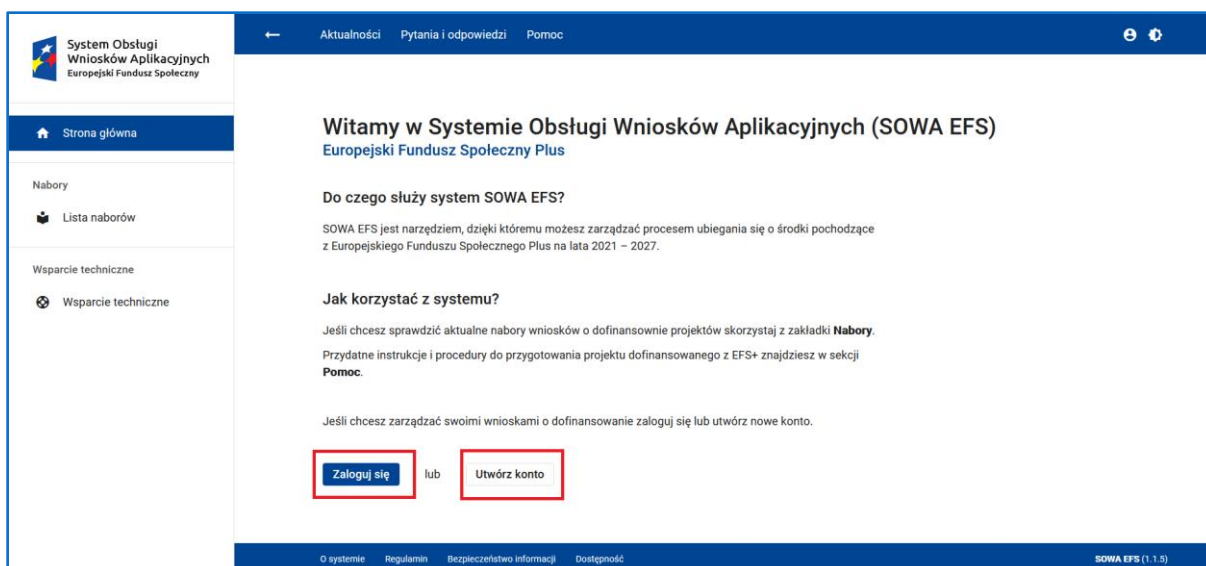 System Obsługi
Wniosków Aplikacyjnych
Europejski Fundusz Społeczny
Aktualności Pytania i odpowiedzi Pomoc
Strona główna
Nabory
Lista naborów
Wsparcie techniczne
Wsparcie techniczne
Witamy w Systemie Obsługi Wniosków Aplikacyjnych (SOWA EFS)
Europejski Fundusz Społeczny Plus
Do czego służy system SOWA EFS?
SOWA EFS jest narzędziem, dzięki któremu możesz zarządzać procesem ubiegania się o środki pochodzące
z Europejskiego Funduszu Społecznego Plus na lata 2021 – 2027.
Jak korzystać z systemu?
Jeśli chcesz sprawdzić aktualne nabory wniosków o dofinansownie projektów skorzystaj z zakładki Nabory.
Przydatne instrukcje i procedury do przygotowania projektu dofinansowanego z EFS+ znajdziesz w sekcji
Pomoc.
Jeśli chcesz zarządzać swoimi wnioskami o dofinansowanie zaloguj się lub utwórz nowe konto.
Zaloguj się lub Utwórz konto
O systemie Regulamin Bezpieczeństwo informacji Dostępność SOWA EFS (1.1.5)